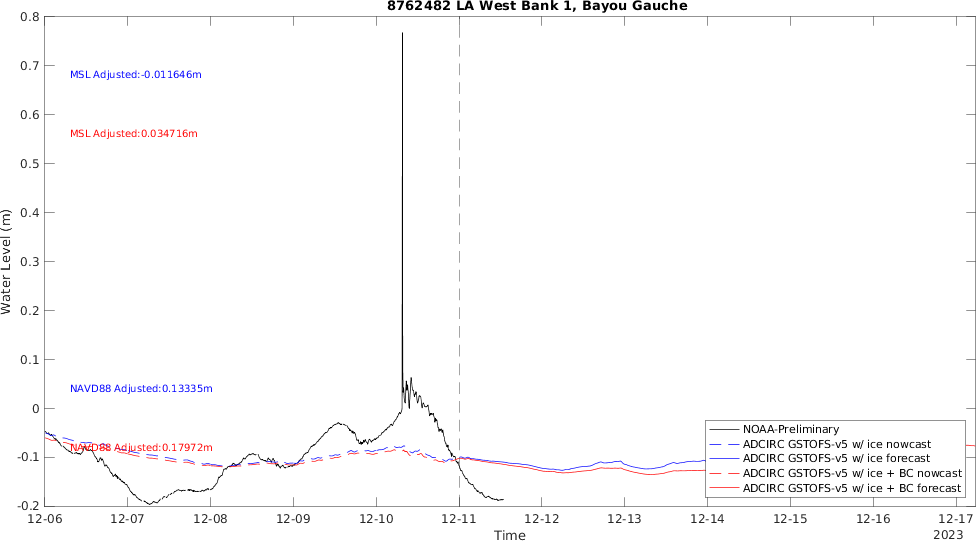 8762482 LA West Bank 1, Bayou Gauche
0.8
0.7
MSL Adjusted:-0.011646m
0.6
MSL Adjusted:0.034716m
0.5
0.4
0.3
Water Level (m)
0.2
0.1
NAVD88 Adjusted:0.13335m
0
NAVD88 Adjusted:0.17972m
-0.1
-0.2
NOAA-Preliminary
ADCIRC GSTOFS-v5 w/ ice nowcast
ADCIRC GSTOFS-v5 w/ ice forecast
ADCIRC GSTOFS-v5 w/ ice + BC nowcast
ADCIRC GSTOFS-v5 w/ ice + BC forecast
12-06 12-07 12-08 12-09 12-10 12-11 12-12 12-13 12-14 12-15 12-16 12-17
Time
2023